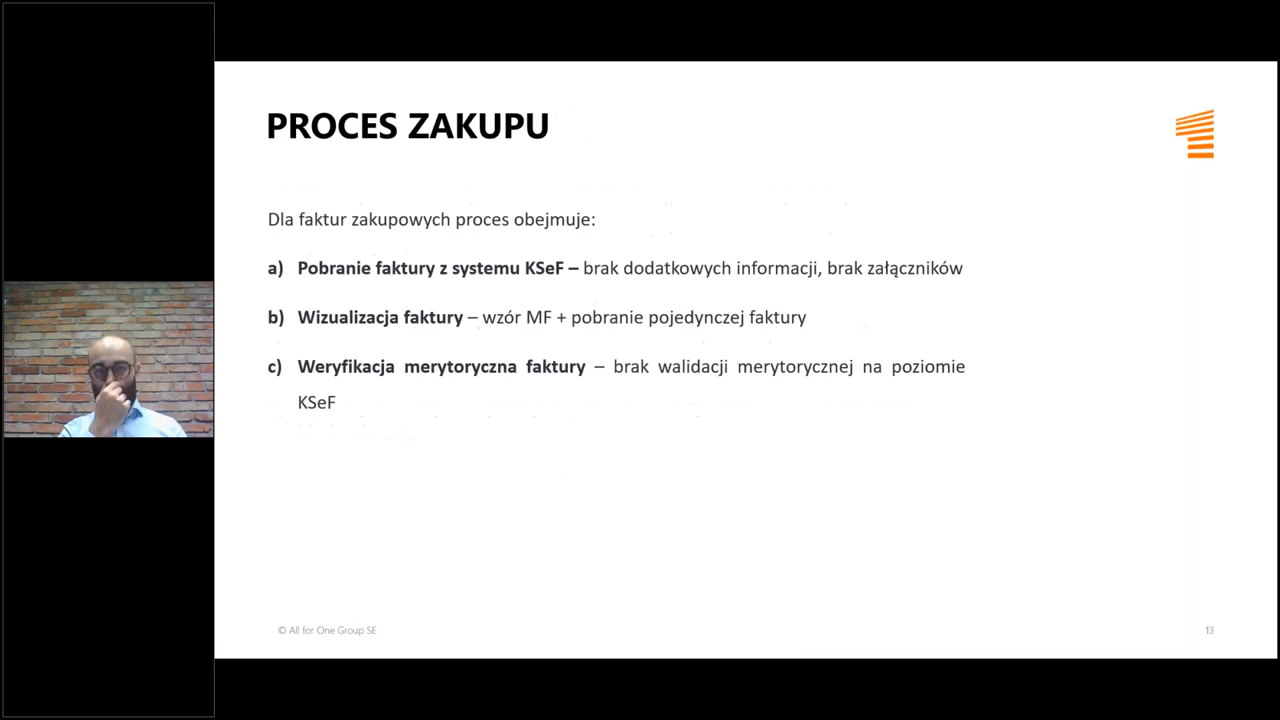 PROCES ZAKUPU
Dla faktur zakupowych proces obejmuje:
a) Pobranie faktury z systemu KSeF – brak dodatkowych informacji, brak załączników
b) Wizualizacja faktury – wzór MF + pobranie pojedynczej faktury
c) Weryfikacja merytoryczna faktury – brak walidacji merytorycznej na poziomie
KSeF
© All for One Group SE
13